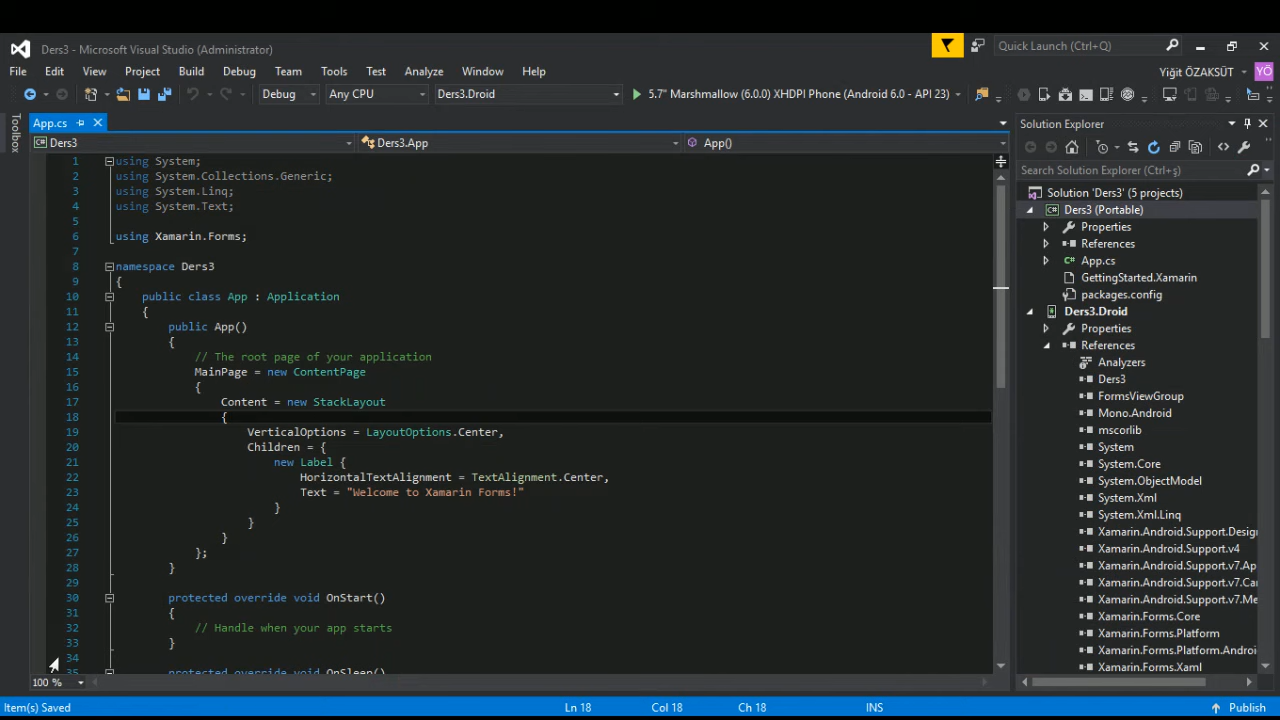 Ders3 - Microsoft Visual Studio (Administrator)
Quick Launch (Ctrl+Q)
File Edit View Project Build Debug Team Tools Test Analyze Window Help
Yiğit ÖZAKSÜT YÖ
Debug Any CPU Ders3.Droid 5.7" Marshmallow (6.0.0) XHDPI Phone (Android 6.0 - API 23)
Toolbox
App.cs
Ders3 Ders3.App App()
1 using System;
2 using System.Collections.Generic;
3 using System.Linq;
4 using System.Text;
5
6 using Xamarin.Forms;
7
8 namespace Ders3
9 {
10 public class App : Application
11 {
12 public App()
13 {
14 // The root page of your application
15 MainPage = new ContentPage
16 {
17 Content = new StackLayout
18 {
19 VerticalOptions = LayoutOptions.Center,
20 Children = {
21 new Label {
22 HorizontalTextAlignment = TextAlignment.Center,
23 Text = "Welcome to Xamarin Forms!"
24 }
25 }
26 }
27 };
28 }
29
30 protected override void OnStart()
31 {
32 // Handle when your app starts
33 }
34
35 protected override void OnSleep()
100 %
Solution Explorer
Search Solution Explorer (Ctrl+ş)
Solution 'Ders3' (5 projects)
Ders3 (Portable)
Properties
References
App.cs
GettingStarted.Xamarin
packages.config
Ders3.Droid
Properties
References
Analyzers
Ders3
FormsViewGroup
Mono.Android
mscorlib
System
System.Core
System.ObjectModel
System.Xml
System.Xml.Linq
Xamarin.Android.Support.Desig
Xamarin.Android.Support.v4
Xamarin.Android.Support.v7.Ap
Xamarin.Android.Support.v7.Ca
Xamarin.Android.Support.v7.Me
Xamarin.Forms.Core
Xamarin.Forms.Platform
Xamarin.Forms.Platform.Androi
Xamarin.Forms.Xaml
Item(s) Saved Ln 18 Col 18 Ch 18 INS Publish